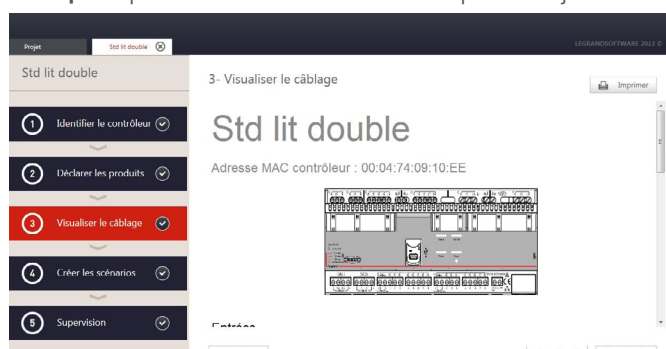 Projet
Std lit double
LEGRANDSOFTWARE 2013 ©
Std lit double
1 Identifier le contrôleur
2 Déclarer les produits
3 Visualiser le câblage
4 Créer les scénarios
5 Supervision
3- Visualiser le câblage
Imprimer
Std lit double
Adresse MAC contrôleur : 00:04:74:09:10:EE
Entrées